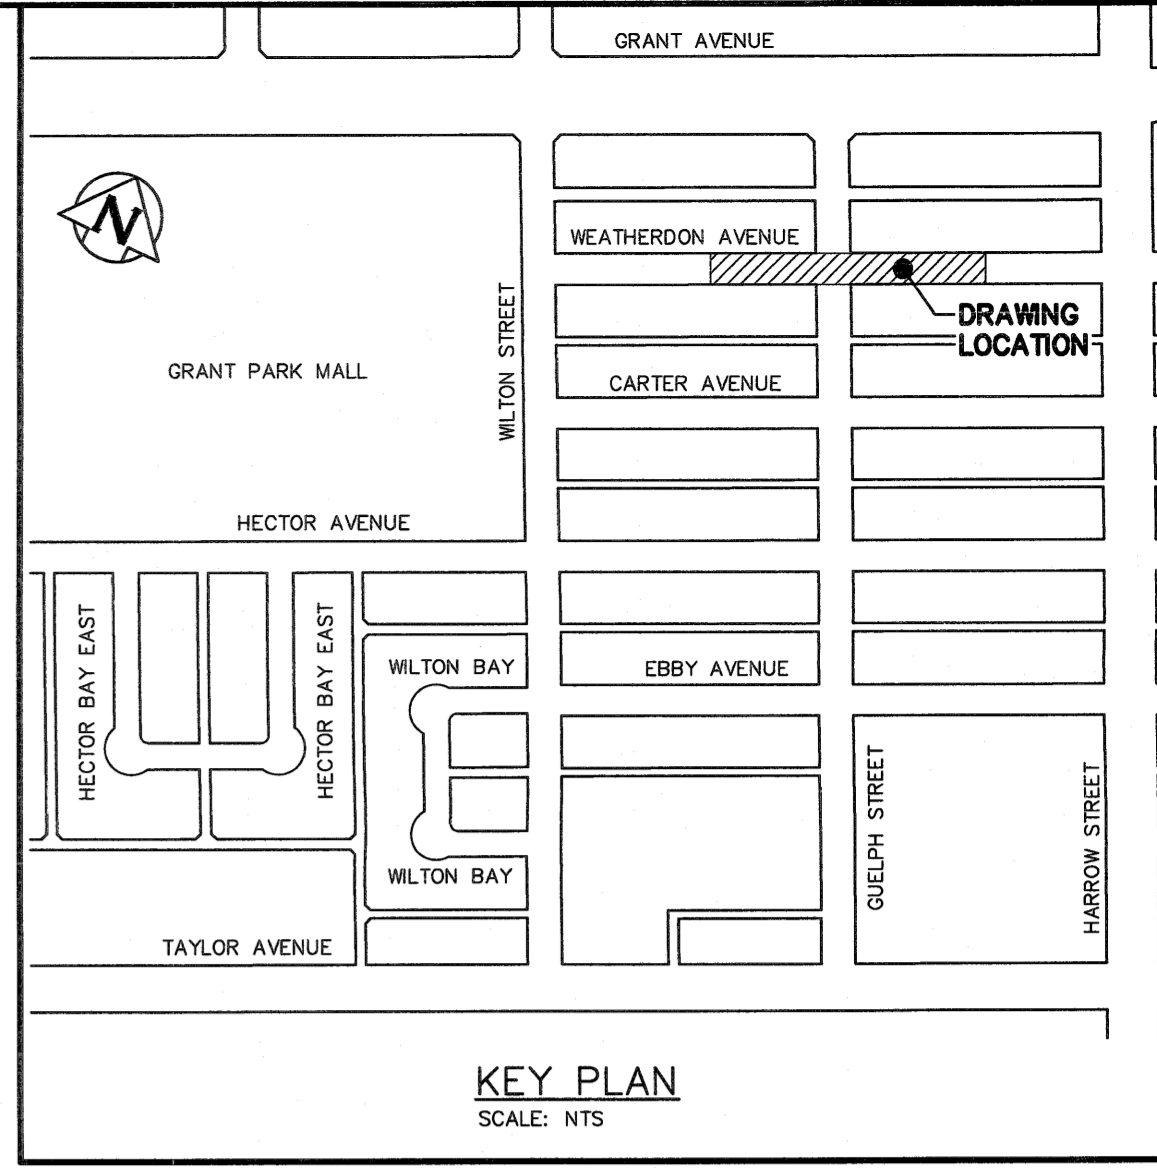 GRANT AVENUE
N
WEATHERDON AVENUE
WILTON STREET
DRAWING
LOCATION
GRANT PARK MALL
CARTER AVENUE
HECTOR AVENUE
HECTOR BAY EAST
HECTOR BAY EAST
WILTON BAY
EBBY AVENUE
GUELPH STREET
HARROW STREET
WILTON BAY
TAYLOR AVENUE
KEY PLAN
SCALE: NTS